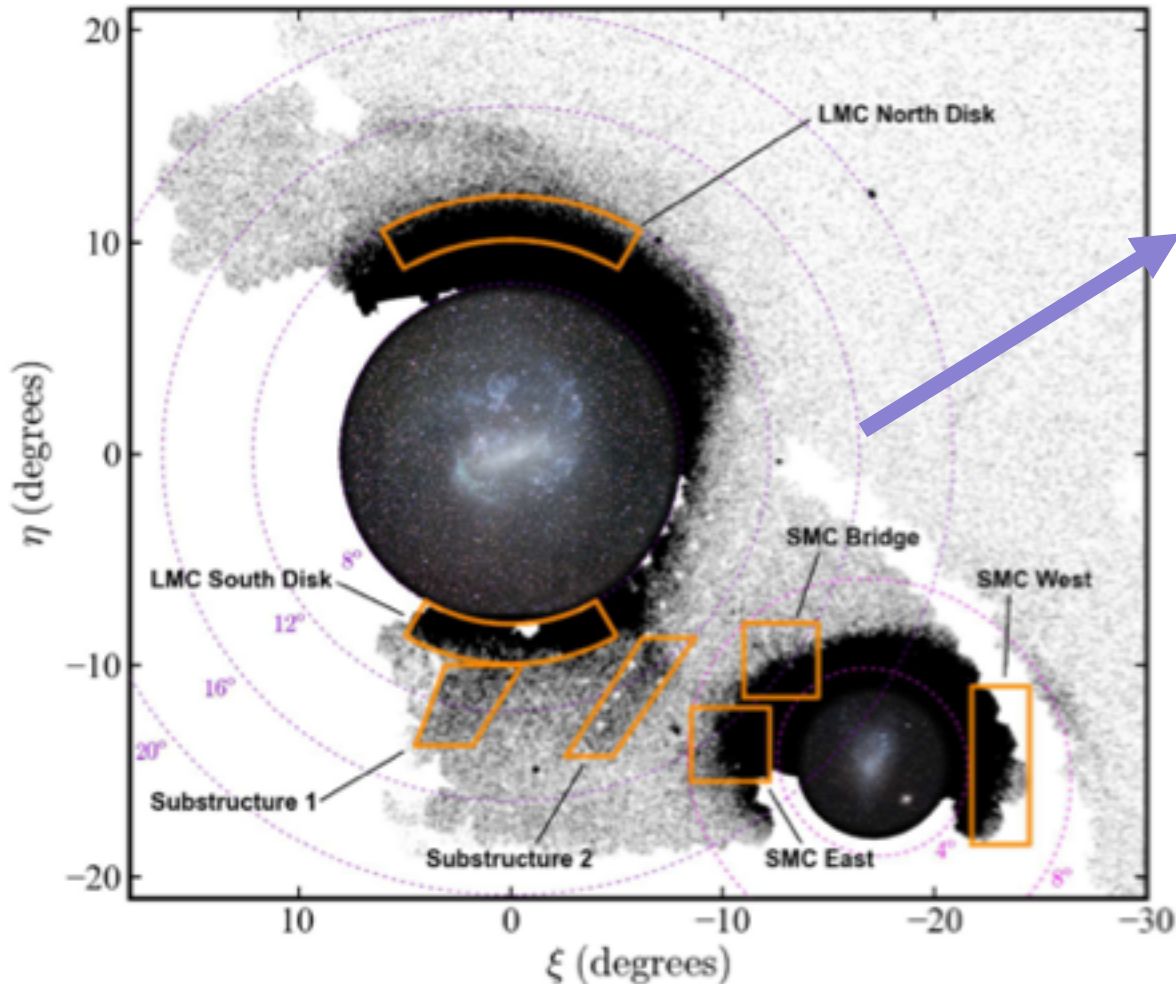 20
LMC North Disk
10
η (degrees)
0
SMC Bridge
8°
LMC South Disk
SMC West
12°
−10
16°
20°
Substructure 1
Substructure 2
SMC East
4°
8°
−20
10
0
−10
−20
−30
ξ (degrees)